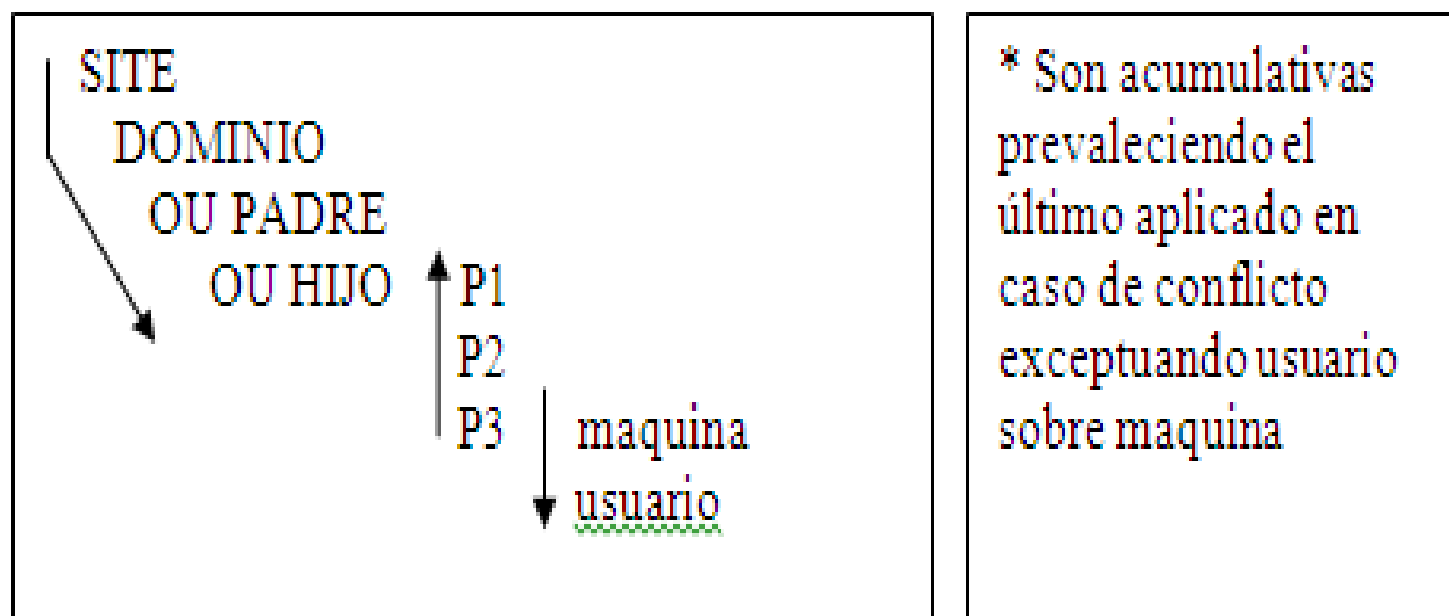 SITE
DOMINIO
OU PADRE
OU HIJO
P1
P2
P3
maquina
usuario
* Son acumulativas
prevaleciendo el
último aplicado en
caso de conflicto
exceptuando usuario
sobre maquina